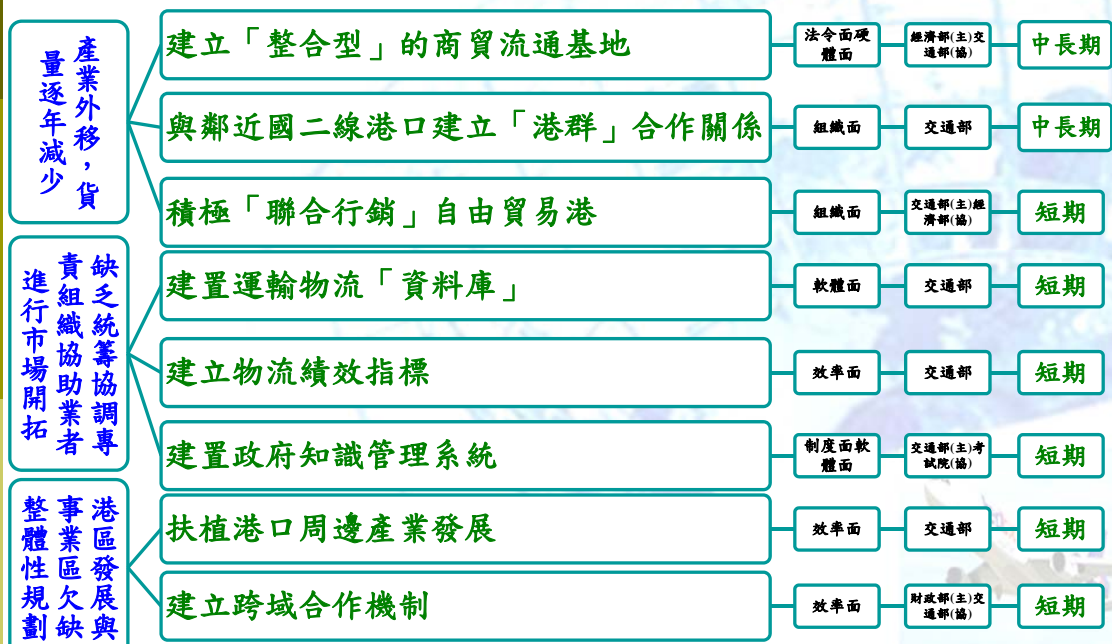 產業外移，貨
量逐年減少
建立「整合型」的商貿流通基地
法令面硬
體面
經濟部(主)交
通部(協)
中長期
與鄰近國二線港口建立「港群」合作關係
組織面
交通部
中長期
積極「聯合行銷」自由貿易港
組織面
交通部(主)經
濟部(協)
短期
缺乏統籌協調專
責組織協助業者
進行市場開拓
建置運輸物流「資料庫」
軟體面
交通部
短期
建立物流績效指標
效率面
交通部
短期
建置政府知識管理系統
制度面軟
體面
交通部(主)考
試院(協)
短期
港區發展與
事業區欠缺
整體性規劃
扶植港口周邊產業發展
效率面
交通部
短期
建立跨域合作機制
效率面
財政部(主)交
通部(協)
短期